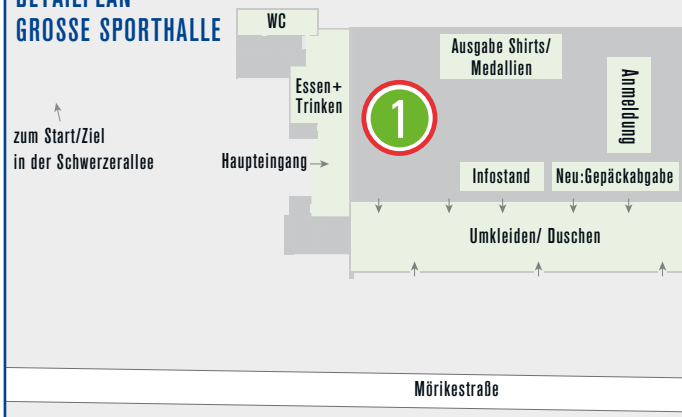 DETAILPLAN
GROSSE SPORTHALLE
WC
Ausgabe Shirts/
Medallien
Essen+
Trinken
Anmeldung
1
zum Start/Ziel
in der Schwerzerallee
Haupteingang
Infostand
Neu:Gepäckabgabe
Umkleiden/ Duschen
Mörikestraße